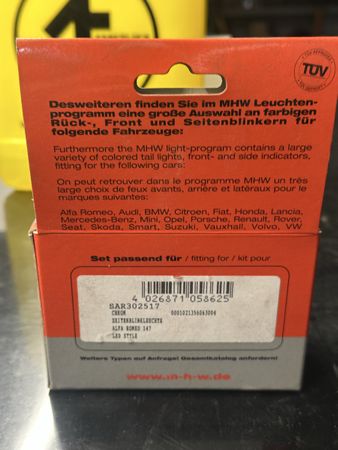 TÜV
Desweiteren finden Sie im MHW Leuchten-
programm eine große Auswahl an farbigen
Rück-, Front und Seitenblinkern für
folgende Fahrzeuge:
Furthermore the MHW light-program contains a large
variety of colored tail lights, front- and side indicators,
fitting for the following cars:
On peut retrouver dans le programme MHW un très
large choix de feux avants, arrière et latéraux pour le
marques suivantes:
Alfa Romeo, Audi, BMW, Citroen, Fiat, Honda, Lancia,
Mercedes-Benz, Mini, Opel, Porsche, Renault, Rover,
Seat, Skoda, Smart, Suzuki, Vauxhall, Volvo, VW
Set passend für / fitting for / kit pour
4 026871 058625
SAR302517
CHROM
SEITENBLINKLEUCHTE
ALFA ROMEO 147
LED STYLE
Weitere Typen auf Anfrage! Gesamtkatalog anfordern!
www.m-h-w.de